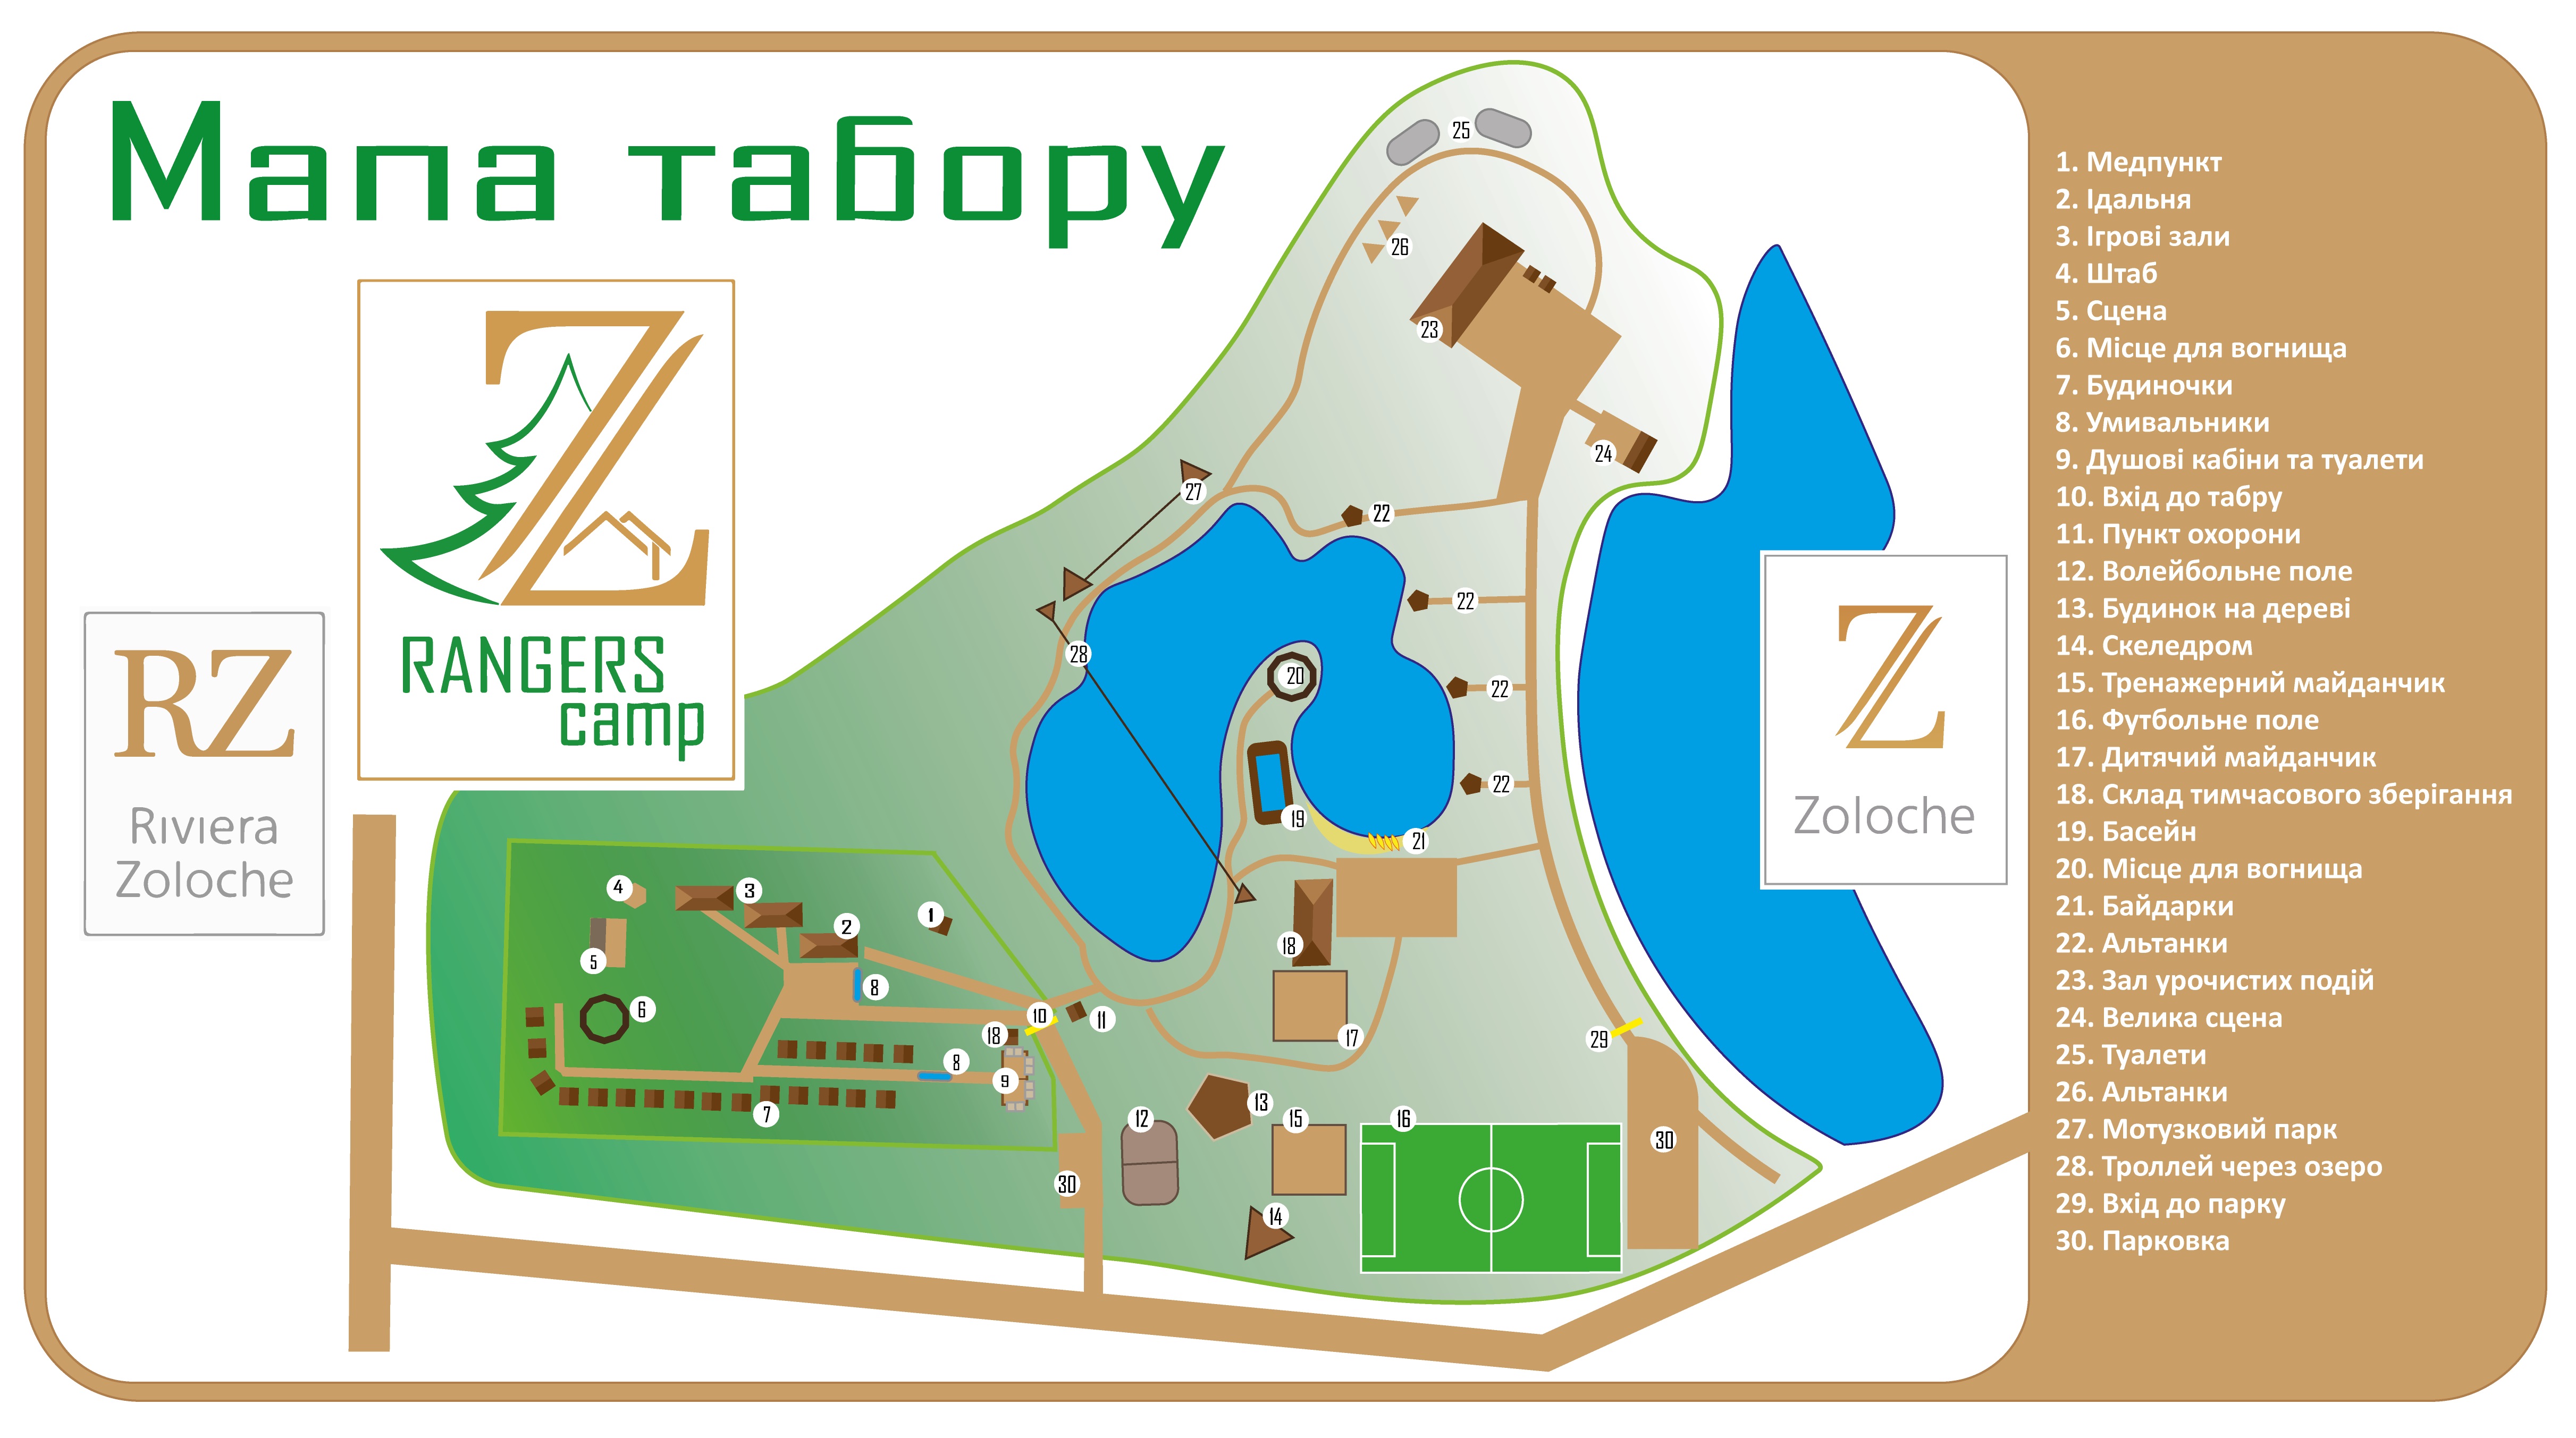 Мапа табору
RANGERS
camp
RZ
Riviera
Zoloche
Z
Zoloche
25
26
23
24
27
22
22
28
20
22
22
19
21
4
3
1
2
18
5
8
6
10
11
18
29
17
8
9
7
12
13
15
16
30
30
14
1. Медпункт
2. Їдальня
3. Ігрові зали
4. Штаб
5. Сцена
6. Місце для вогнища
7. Будиночки
8. Умивальники
9. Душові кабіни та туалети
10. Вхід до табру
11. Пункт охорони
12. Волейбольне поле
13. Будинок на дереві
14. Скеледром
15. Тренажерний майданчик
16. Футбольне поле
17. Дитячий майданчик
18. Склад тимчасового зберігання
19. Басейн
20. Місце для вогнища
21. Байдарки
22. Альтанки
23. Зал урочистих подій
24. Велика сцена
25. Туалети
26. Альтанки
27. Мотузковий парк
28. Троллей через озеро
29. Вхід до парку
30. Парковка